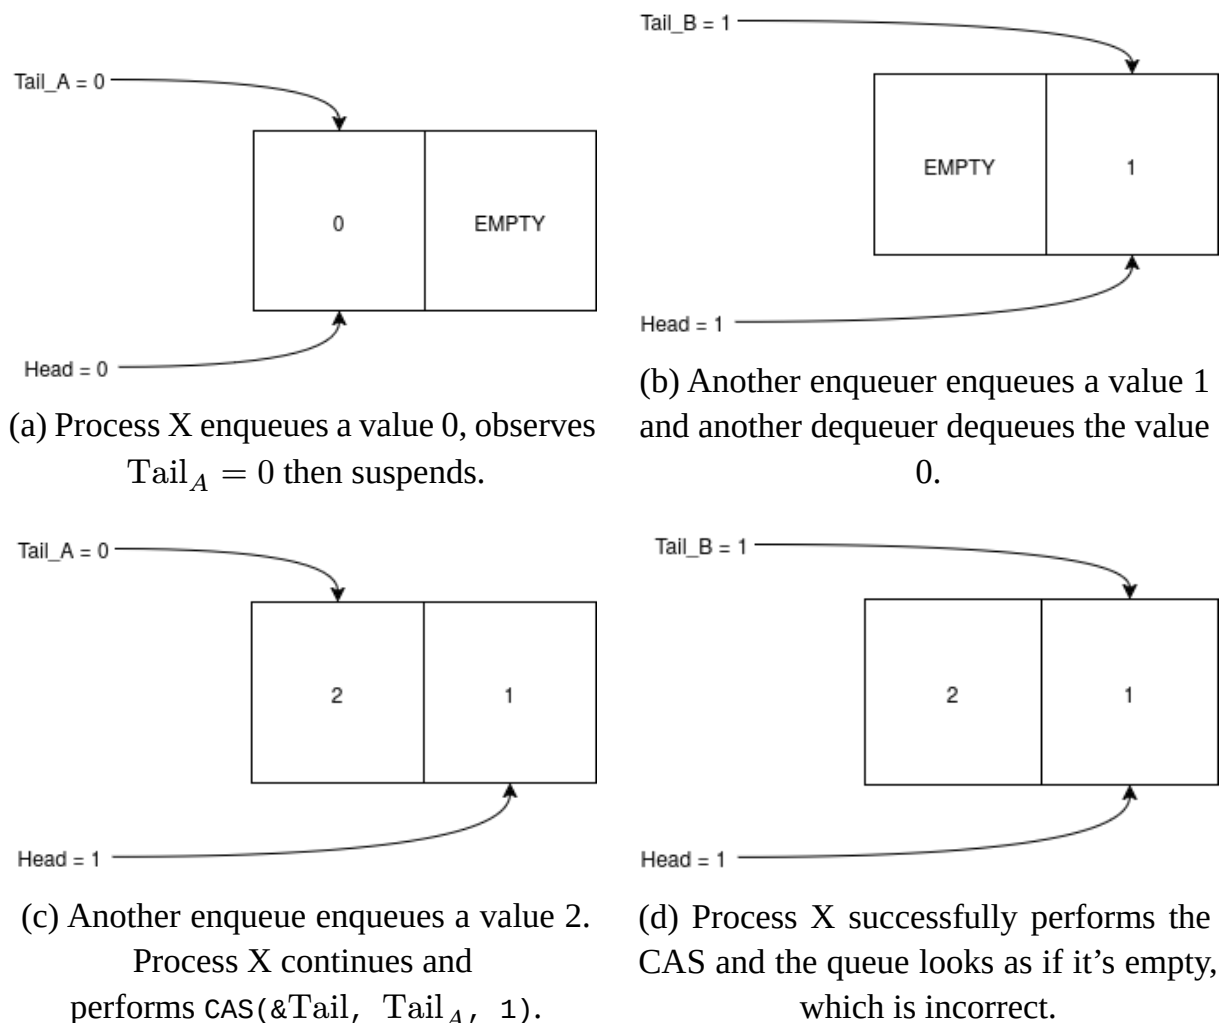 Tail_A = 0
0
EMPTY
Head = 0
(a) Process X enqueues a value 0, observes
Tail_A = 0 then suspends.
Tail_B = 1
EMPTY
1
Head = 1
(b) Another enqueuer enqueues a value 1
and another dequeuer dequeues the value
0.
Tail_A = 0
2
1
Head = 1
(c) Another enqueue enqueues a value 2.
Process X continues and
performs CAS(&Tail, Tail_A, 1).
Tail_B = 1
2
1
Head = 1
(d) Process X successfully performs the
CAS and the queue looks as if it’s empty,
which is incorrect.